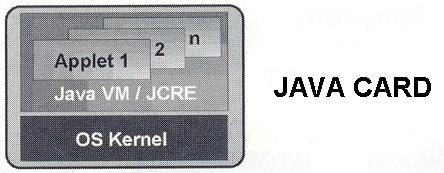 n
2
Applet 1
Java VM / JCRE
OS Kernel
JAVA CARD